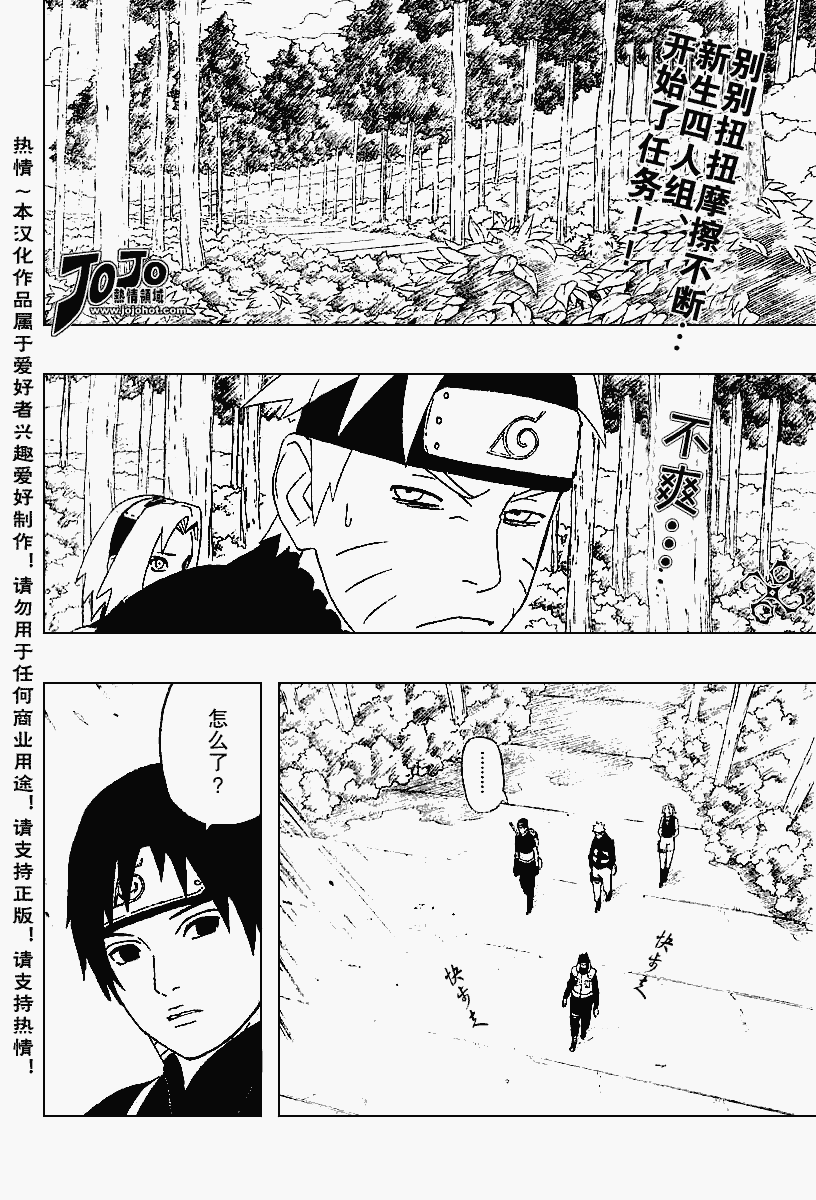 别别扭扭摩擦不断…
新生四人组、
开始了任务！！
JOJO
熱情領域
www.jojohot.com
不爽…
怎么了？
………
快步走
快步走
热情～本汉化作品属于爱好者兴趣爱好制作！请勿用于任何商业用途！请支持正版！请支持热情！